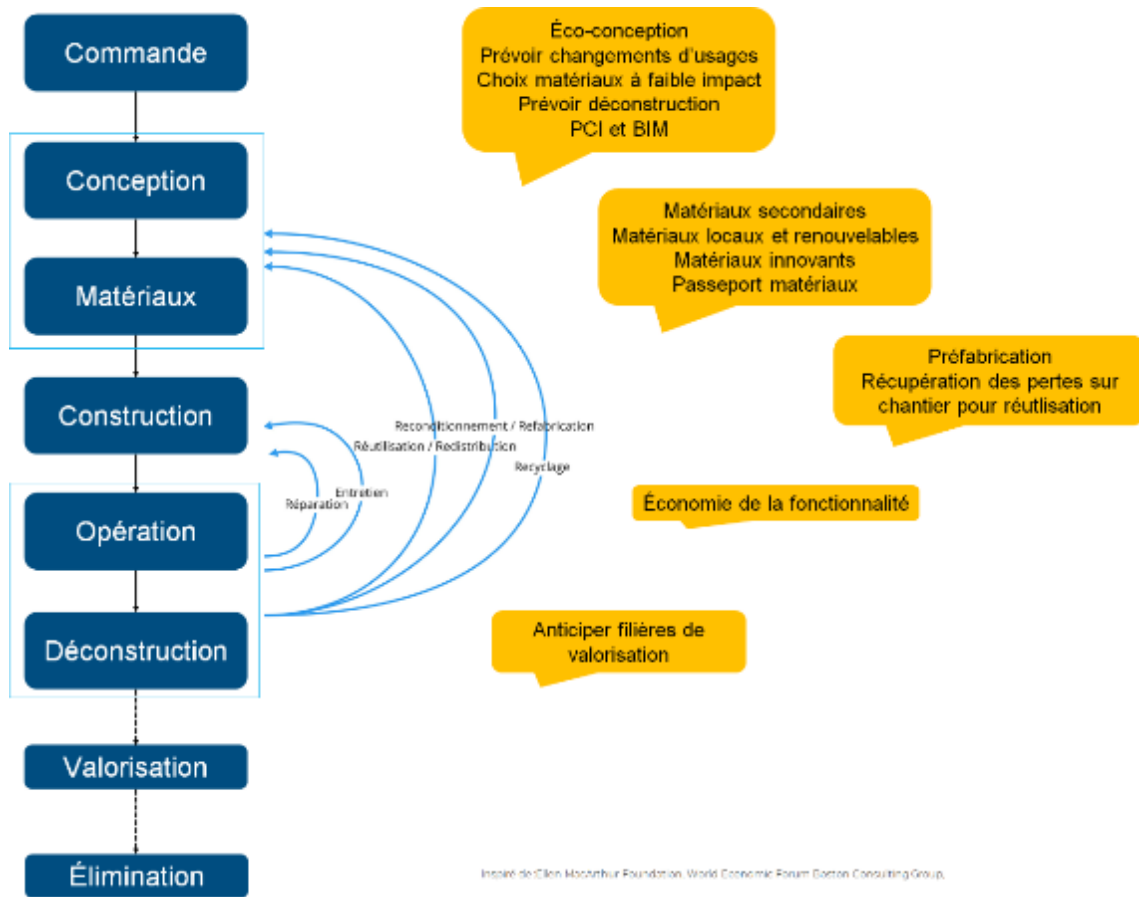 Commande
Éco-conception
Prévoir changements d'usages
Choix matériaux à faible impact
Prévoir déconstruction
PCI et BIM
Conception
Matériaux secondaires
Matériaux locaux et renouvelables
Matériaux innovants
Passeport matériaux
Matériaux
Préfabrication
Récupération des pertes sur
chantier pour réutlisation
Construction
Reconditionnement / Refabrication
Réutilisation / Redistribution
Recyclage
Entretien
Réparation
Économie de la fonctionnalité
Opération
Anticiper filières de
valorisation
Déconstruction
Valorisation
Élimination
Inspiré de:Ellen MacArthur Foundation, World Economic Forum Boston Consulting Group,